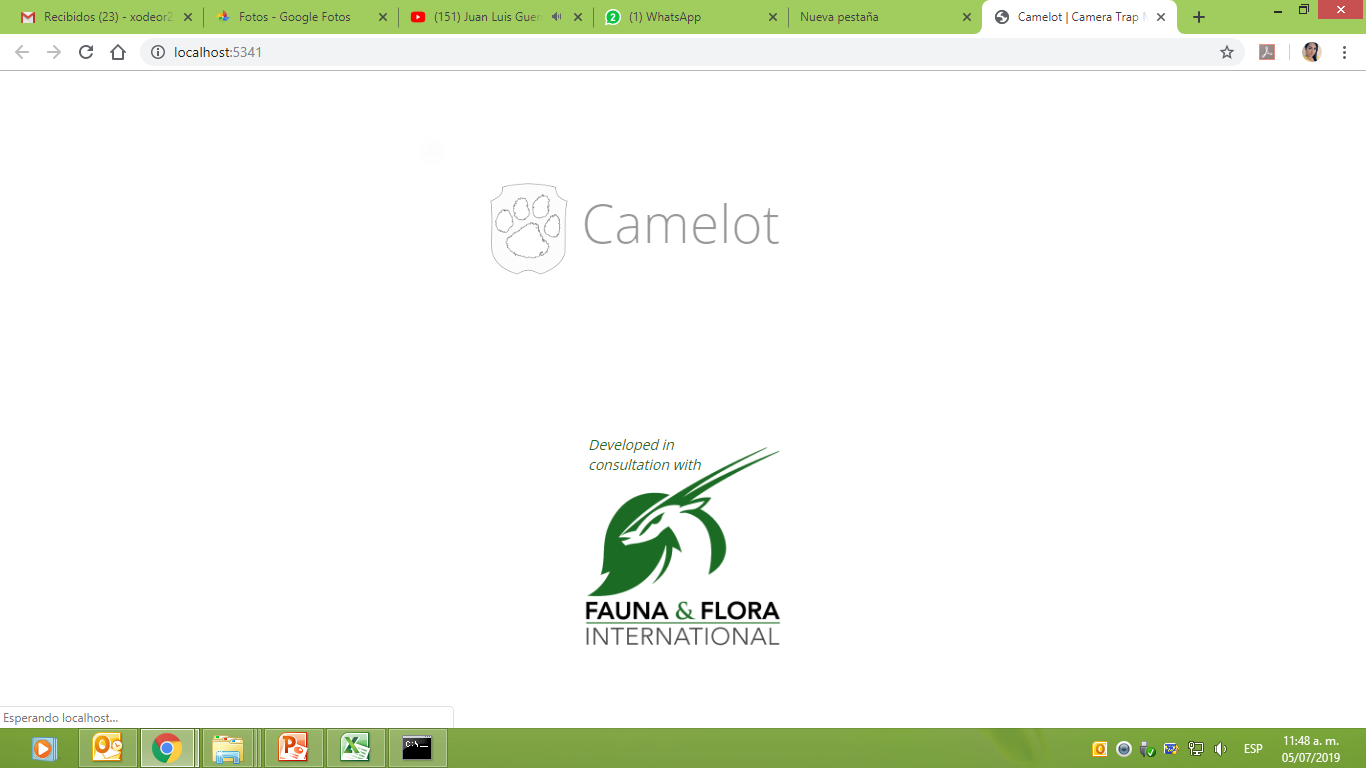 Recibidos (23) - xodeor2
Fotos - Google Fotos
(151) Juan Luis Guer
2
(1) WhatsApp
Nueva pestaña
Camelot | Camera Trap M
localhost:5341
Camelot
Developed in
consultation with
FAUNA & FLORA
INTERNATIONAL
Esperando localhost...
C:\_
ESP
11:48 a. m.
05/07/2019